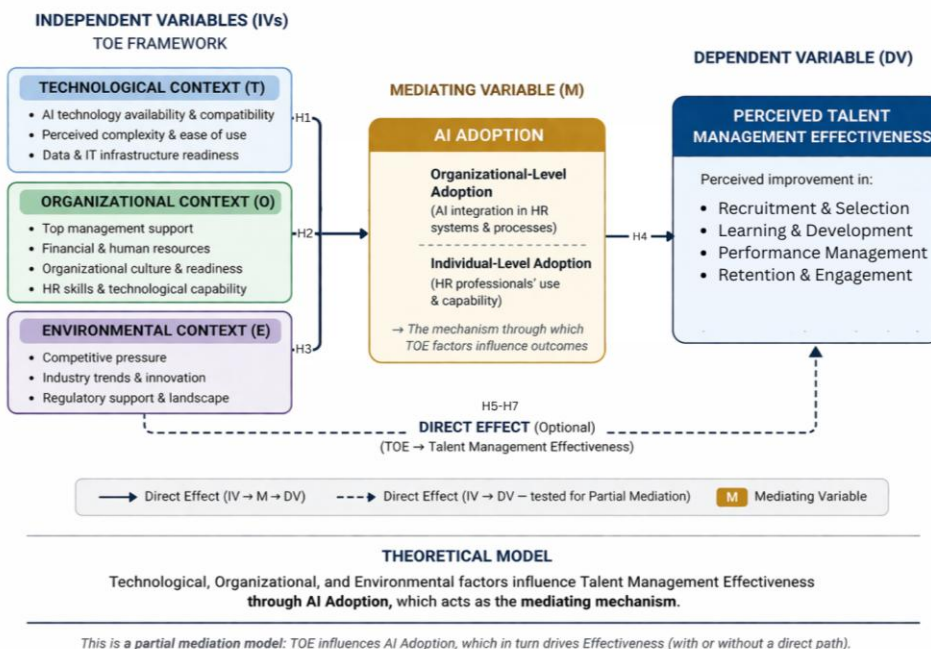 INDEPENDENT VARIABLES (IVs)
TOE FRAMEWORK
TECHNOLOGICAL CONTEXT (T)
• AI technology availability & compatibility
• Perceived complexity & ease of use
• Data & IT infrastructure readiness
H1
ORGANIZATIONAL CONTEXT (O)
• Top management support
• Financial & human resources
• Organizational culture & readiness
• HR skills & technological capability
H2
ENVIRONMENTAL CONTEXT (E)
• Competitive pressure
• Industry trends & innovation
• Regulatory support & landscape
H3
MEDIATING VARIABLE (M)
AI ADOPTION
Organizational-Level
Adoption
(AI integration in HR
systems & processes)
Individual-Level Adoption
(HR professionals' use
& capability)
→ The mechanism through which
TOE factors influence outcomes
H4
DEPENDENT VARIABLE (DV)
PERCEIVED TALENT
MANAGEMENT EFFECTIVENESS
Perceived improvement in:
• Recruitment & Selection
• Learning & Development
• Performance Management
• Retention & Engagement
H5-H7
DIRECT EFFECT (Optional)
(TOE → Talent Management Effectiveness)
Direct Effect (IV → M → DV)
Direct Effect (IV → DV – tested for Partial Mediation)
M Mediating Variable
THEORETICAL MODEL
Technological, Organizational, and Environmental factors influence Talent Management Effectiveness
through AI Adoption, which acts as the mediating mechanism.
This is a partial mediation model: TOE influences AI Adoption, which in turn drives Effectiveness (with or without a direct path).